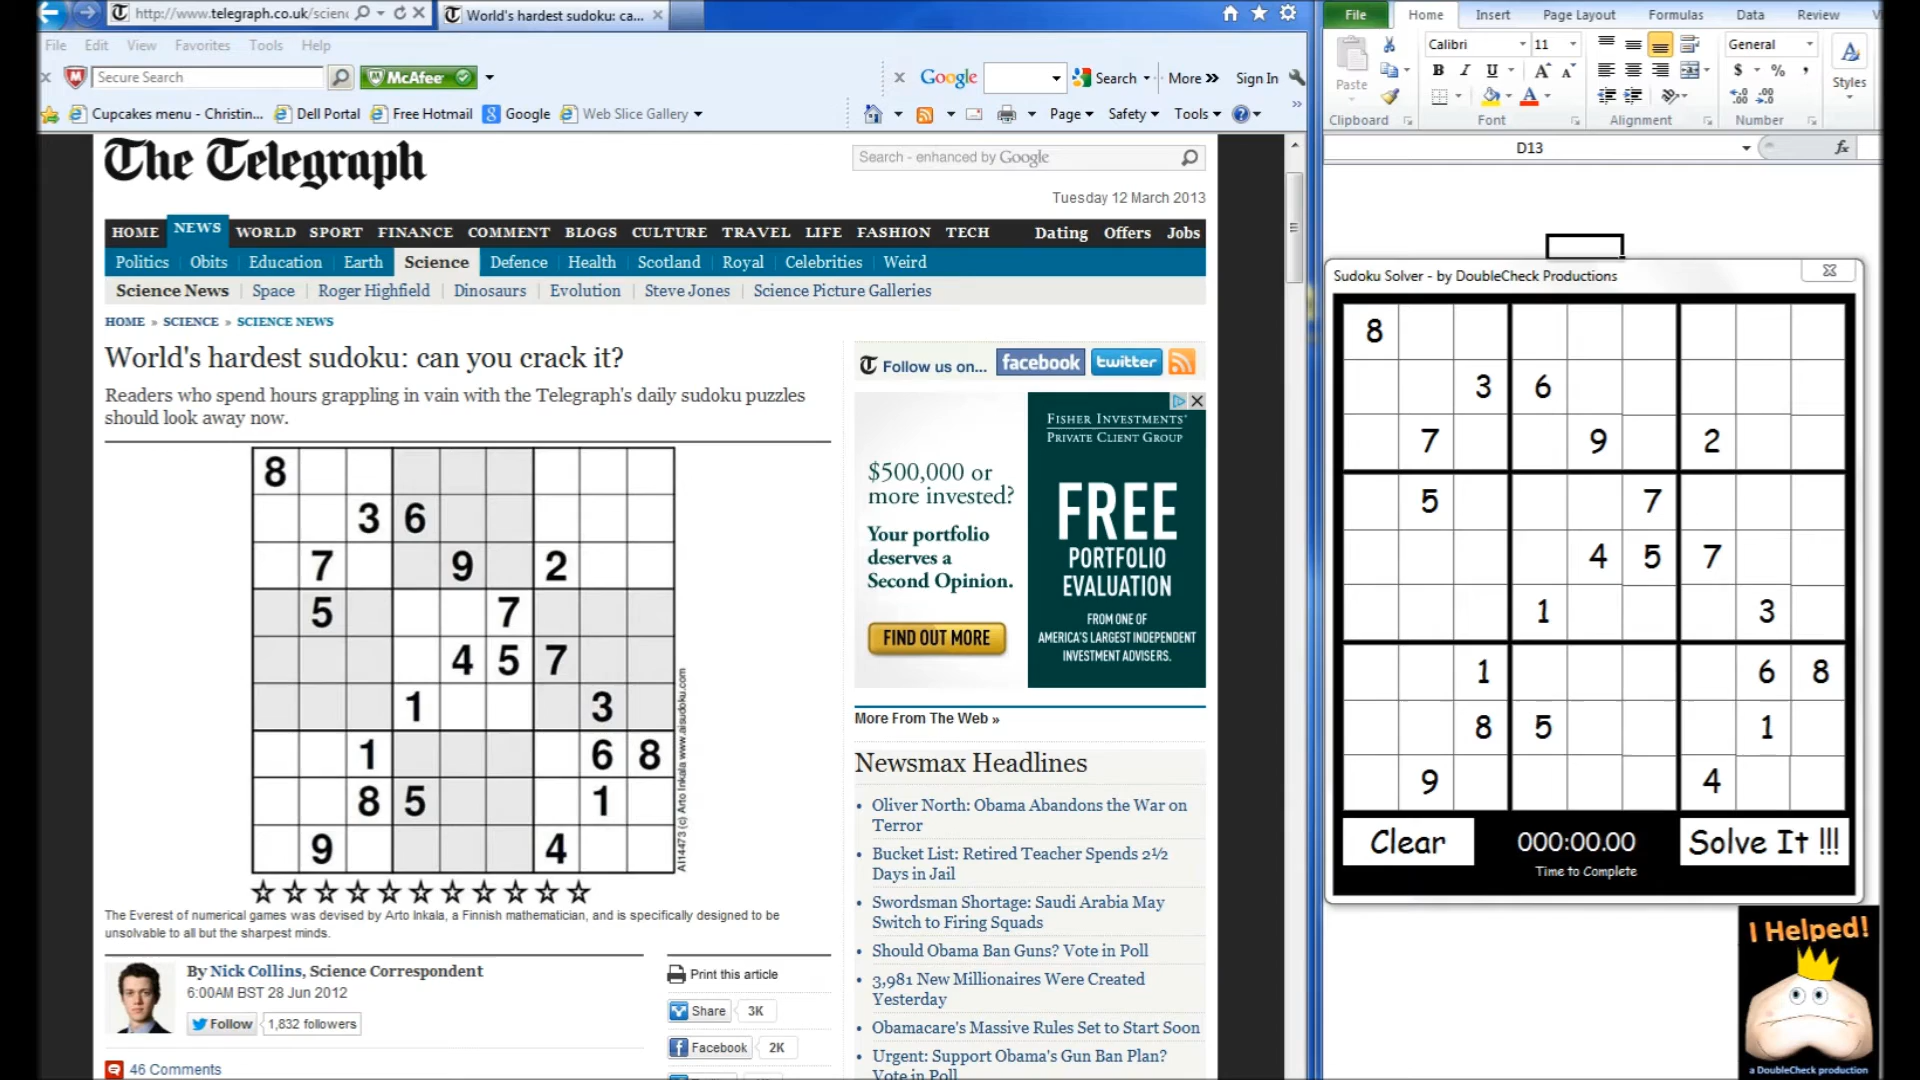 http://www.telegraph.co.uk/scienc
World's hardest sudoku: ca...
File Edit View Favorites Tools Help
Secure Search
McAfee
Google
Search
More »
Sign In
Cupcakes menu - Christin...
Dell Portal
Free Hotmail
Google
Web Slice Gallery
Page
Safety
Tools
The Telegraph
Search - enhanced by Google
Tuesday 12 March 2013
HOME NEWS WORLD SPORT FINANCE COMMENT BLOGS CULTURE TRAVEL LIFE FASHION TECH Dating Offers Jobs
Politics Obits Education Earth Science Defence Health Scotland Royal Celebrities Weird
Science News Space Roger Highfield Dinosaurs Evolution Steve Jones Science Picture Galleries
HOME » SCIENCE » SCIENCE NEWS
World's hardest sudoku: can you crack it?
Readers who spend hours grappling in vain with the Telegraph's daily sudoku puzzles
should look away now.
8
3 6
7 9 2
5 7
4 5 7
1 3
1 6 8
8 5 1
9 4
AI14473 (c) Arto Inkala www.aisudoku.com
The Everest of numerical games was devised by Arto Inkala, a Finnish mathematician, and is specifically designed to be
unsolvable to all but the sharpest minds.
By Nick Collins, Science Correspondent
6:00AM BST 28 Jun 2012
Follow
1,832 followers
46 Comments
Print this article
Share
3K
Facebook
2K
Follow us on...
facebook
twitter
$500,000 or
more invested?
Your portfolio
deserves a
Second Opinion.
FIND OUT MORE
FISHER INVESTMENTS
PRIVATE CLIENT GROUP
FREE
PORTFOLIO
EVALUATION
FROM ONE OF
AMERICA'S LARGEST INDEPENDENT
INVESTMENT ADVISERS.
More From The Web »
Newsmax Headlines
Oliver North: Obama Abandons the War on
Terror
Bucket List: Retired Teacher Spends 2½
Days in Jail
Swordsman Shortage: Saudi Arabia May
Switch to Firing Squads
Should Obama Ban Guns? Vote in Poll
3,981 New Millionaires Were Created
Yesterday
Obamacare's Massive Rules Set to Start Soon
Urgent: Support Obama's Gun Ban Plan?
Vote in Poll
File Home Insert Page Layout Formulas Data Review
Calibri
11
General
Paste
B I U
A A
$ % ,
Styles
Clipboard
Font
Alignment
Number
D13
fx
Sudoku Solver - by DoubleCheck Productions
8
3 6
7 9 2
5 7
4 5 7
1 3
1 6 8
8 5 1
9 4
Clear
000:00.00
Time to Complete
Solve It !!!
I Helped!
a DoubleCheck production